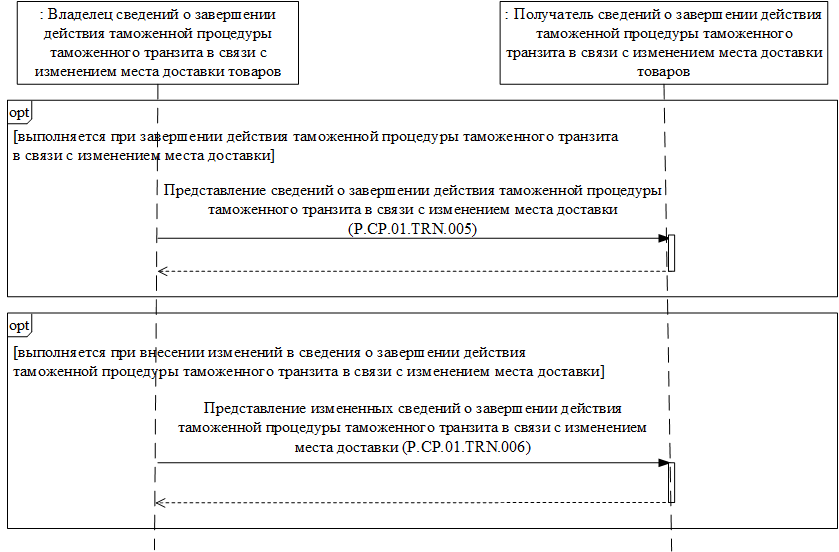 : Владелец сведений о завершении
действия таможенной процедуры
таможенного транзита в связи с
изменением места доставки товаров
: Получатель сведений о завершении действия
таможенной процедуры таможенного
транзита в связи с изменением места доставки
товаров
opt
[выполняется при завершении действия таможенной процедуры таможенного транзита
в связи с изменением места доставки]
Представление сведений о завершении действия таможенной процедуры
таможенного транзита в связи с изменением места доставки
(P.CP.01.TRN.005)
opt
[выполняется при внесении изменений в сведения о завершении действия
таможенной процедуры таможенного транзита в связи с изменением места доставки]
Представление измененных сведений о завершении действия
таможенной процедуры таможенного транзита в связи с изменением
места доставки (P.CP.01.TRN.006)